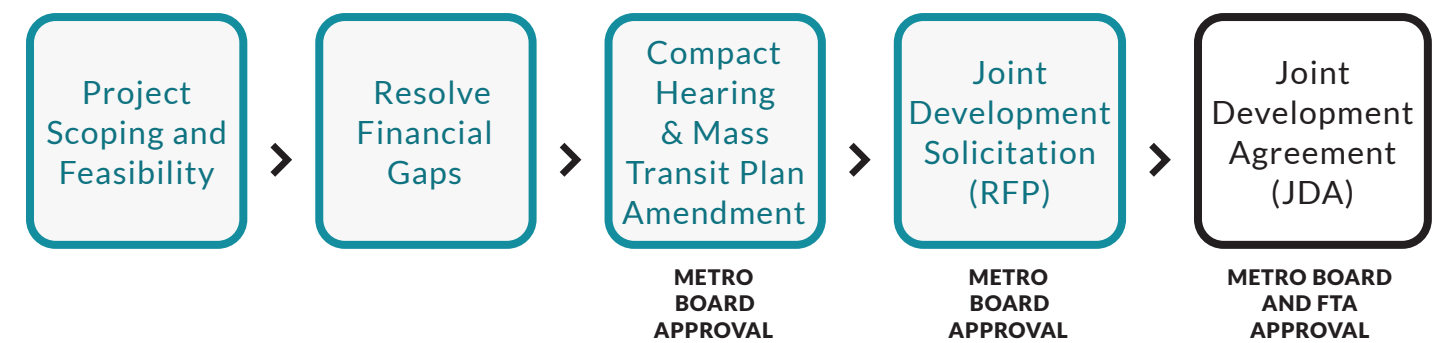 Project
Scoping and
Feasibility
Resolve
Financial
Gaps
Compact
Hearing
& Mass
Transit Plan
Amendment
METRO
BOARD
APPROVAL
Joint
Development
Solicitation
(RFP)
METRO
BOARD
APPROVAL
Joint
Development
Agreement
(JDA)
METRO BOARD
AND FTA
APPROVAL